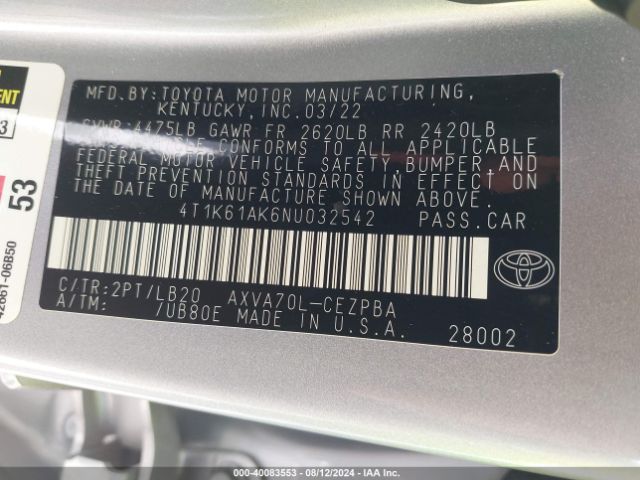 MFD.BY:TOYOTA MOTOR MANUFACTURING,
KENTUCKY,INC.03/22
GVWR 4475LB GAWR FR 2620LB RR 2420LB
CONFORMS TO ALL APPLICABLE
FEDERAL MOTOR VEHICLE SAFETY,BUMPER,AND
THEFT PREVENTION STANDARDS IN EFFECT ON
THE DATE OF MANUFACTURE SHOWN ABOVE.
4T1K61AK6NU032542 PASS.CAR
C/TR:2PT/LB20 AXVA70L-CEZPBA
A/TM: /UB80E MADE IN U.S.A. 28002
53
42661-06B50
00-40083553 // 08/12/2024 // IAA Inc.